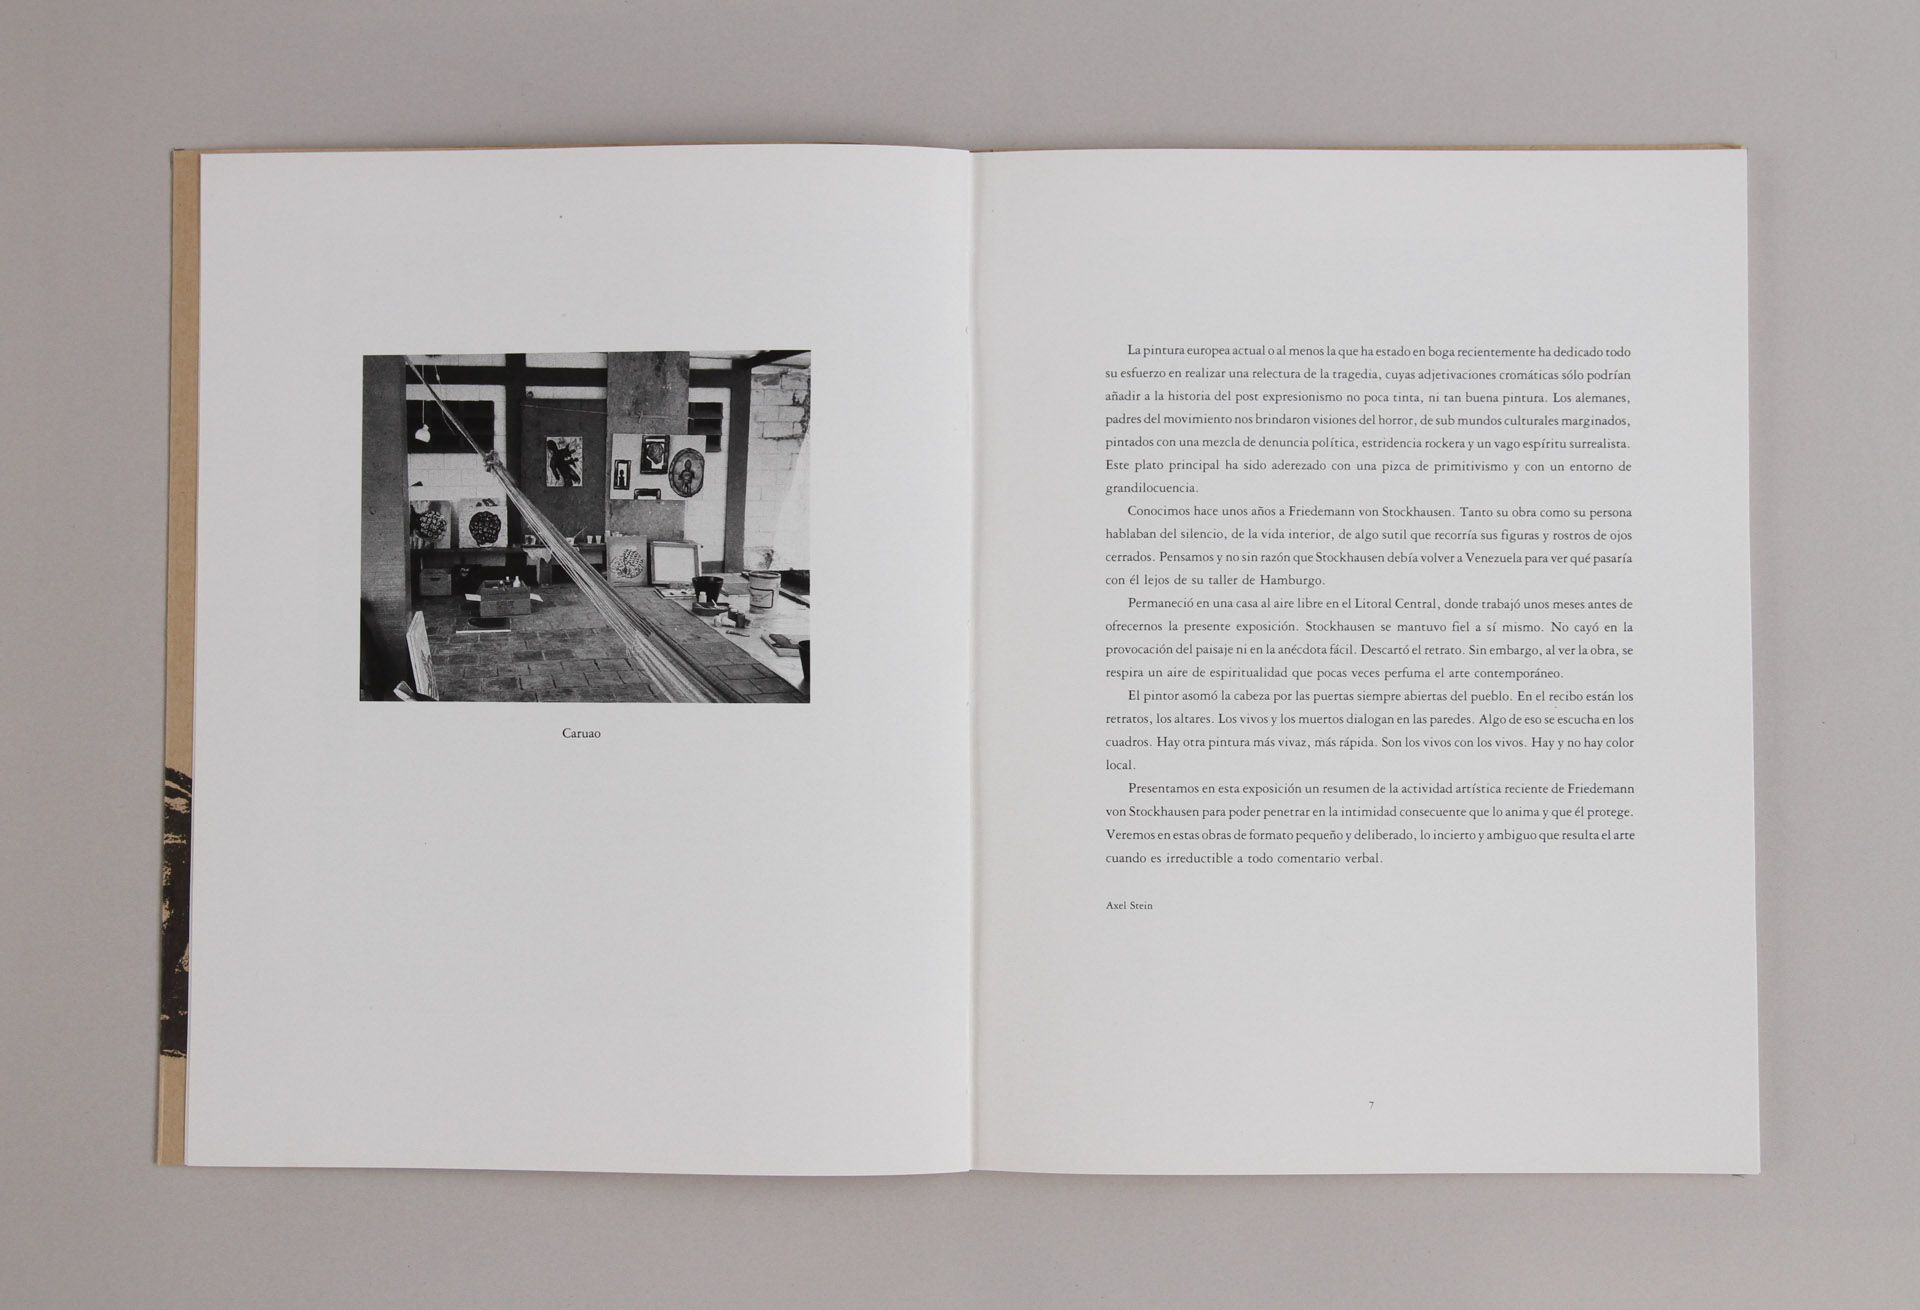 Caruao
La pintura europea actual o al menos la que ha estado en boga recientemente ha dedicado todo
su esfuerzo en realizar una relectura de la tragedia, cuyas adjetivaciones cromáticas sólo podrían
añadir a la historia del post expresionismo no poca tinta, ni tan buena pintura. Los alemanes,
padres del movimiento nos brindaron visiones del horror, de sub mundos culturales marginados,
pintados con una mezcla de denuncia política, estridencia rockera y un vago espíritu surrealista.
Este plato principal ha sido aderezado con una pizca de primitivismo y con un entorno de
grandilocuencia.
Conocimos hace unos años a Friedemann von Stockhausen. Tanto su obra como su persona
hablaban del silencio, de la vida interior, de algo sutil que recorría sus figuras y rostros de ojos
cerrados. Pensamos y no sin razón que Stockhausen debía volver a Venezuela para ver qué pasaría
con él lejos de su taller de Hamburgo.
Permaneció en una casa al aire libre en el Litoral Central, donde trabajó unos meses antes de
ofrecernos la presente exposición. Stockhausen se mantuvo fiel a sí mismo. No cayó en la
provocación del paisaje ni en la anécdota fácil. Descartó el retrato. Sin embargo, al ver la obra, se
respira un aire de espiritualidad que pocas veces perfuma el arte contemporáneo.
El pintor asomó la cabeza por las puertas siempre abiertas del pueblo. En el recibo están los
retratos, los altares. Los vivos y los muertos dialogan en las paredes. Algo de eso se escucha en los
cuadros. Hay otra pintura más vivaz, más rápida. Son los vivos con los vivos. Hay y no hay color
local.
Presentamos en esta exposición un resumen de la actividad artística reciente de Friedemann
von Stockhausen para poder penetrar en la intimidad consecuente que lo anima y que él protege.
Veremos en estas obras de formato pequeño y deliberado, lo incierto y ambiguo que resulta el arte
cuando es irreductible a todo comentario verbal.
Axel Stein
7